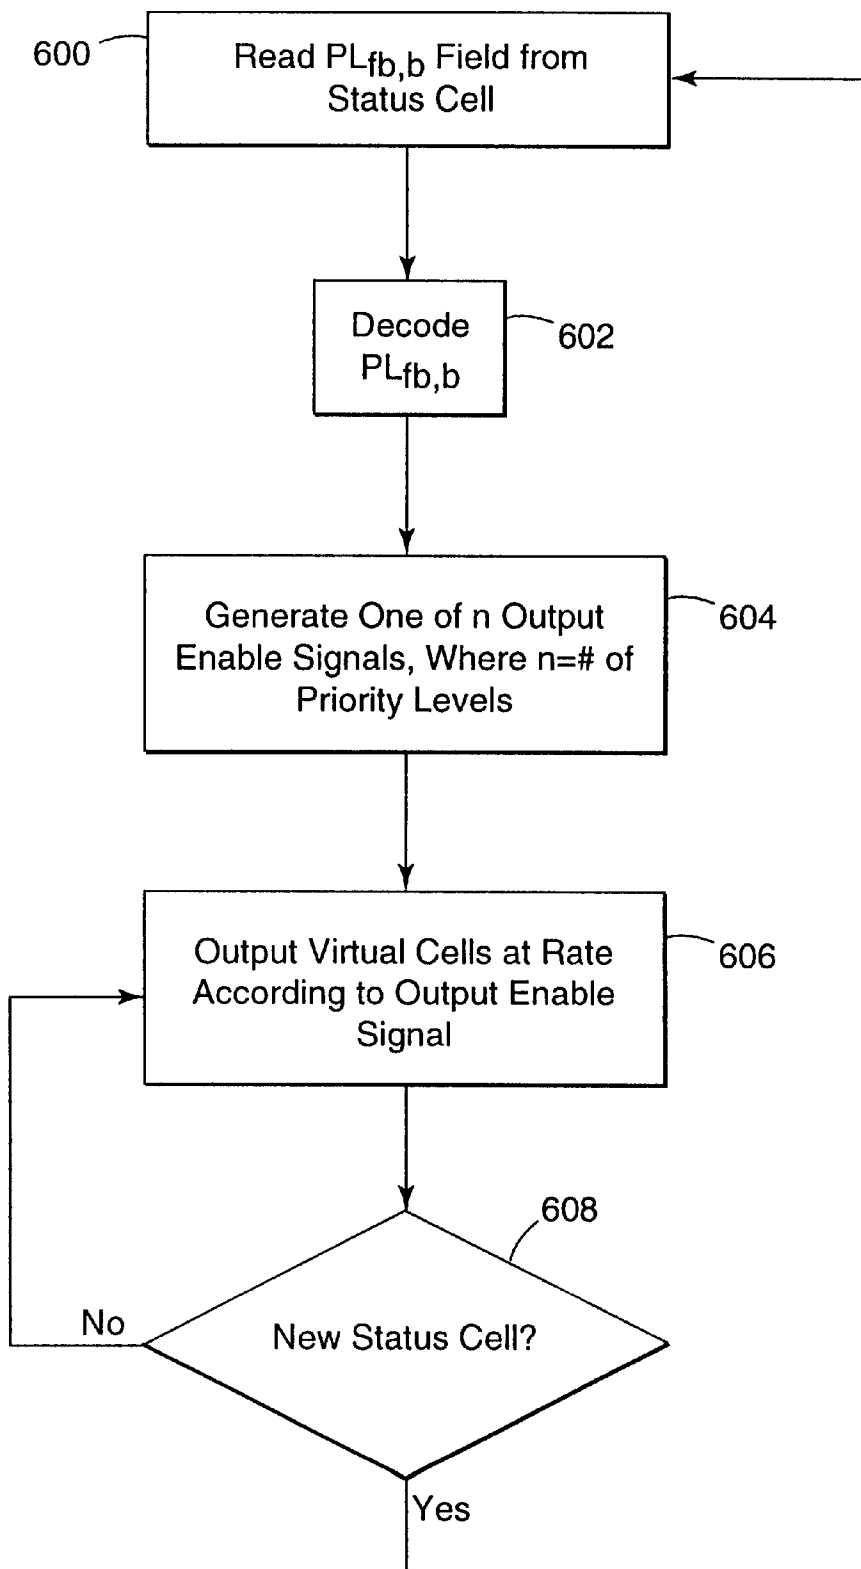 600
Read PLfb,b Field from
Status Cell
Decode
PLfb,b
602
Generate One of n Output
Enable Signals, Where n=# of
Priority Levels
604
Output Virtual Cells at Rate
According to Output Enable
Signal
606
608
New Status Cell?
No
Yes